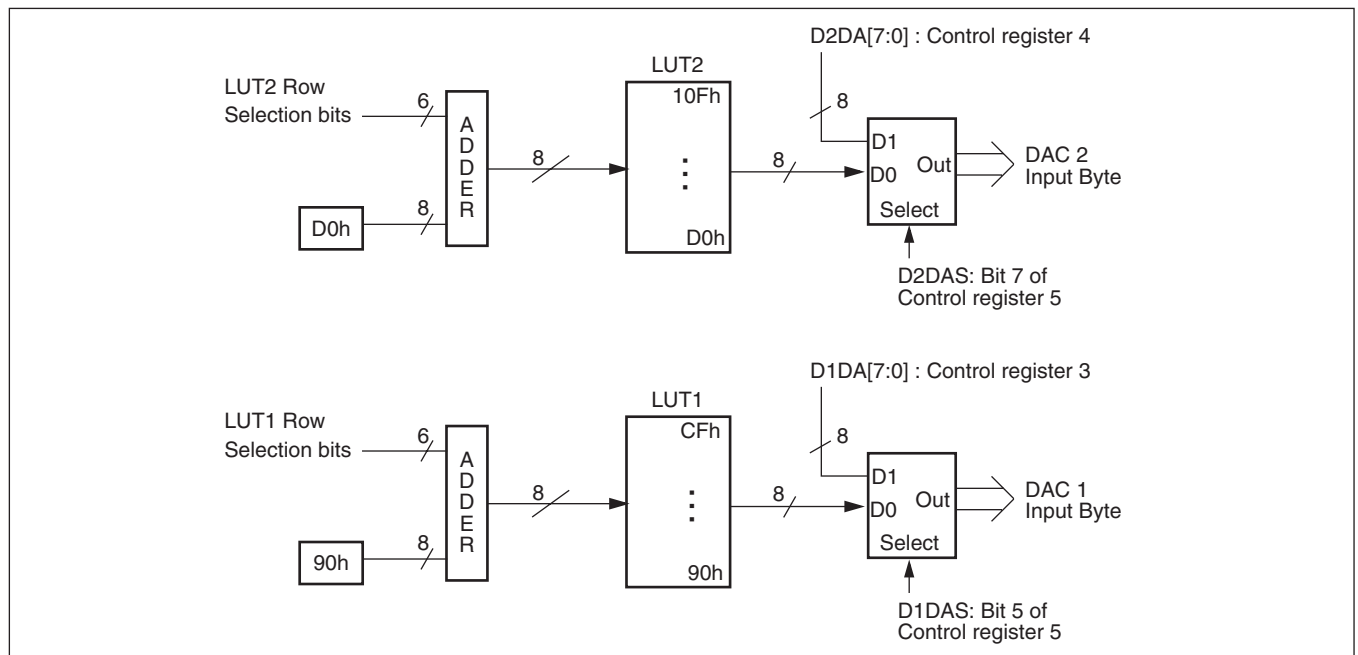 D2DA[7:0] : Control register 4
LUT2
LUT2 Row
Selection bits
6
ADDER
8
D0h
8
10Fh
⋮
D0h
8
8
D1
D0
Out
Select
DAC 2
Input Byte
D2DAS: Bit 7 of
Control register 5
D1DA[7:0] : Control register 3
LUT1
LUT1 Row
Selection bits
6
ADDER
8
90h
8
CFh
⋮
90h
8
8
D1
D0
Out
Select
DAC 1
Input Byte
D1DAS: Bit 5 of
Control register 5